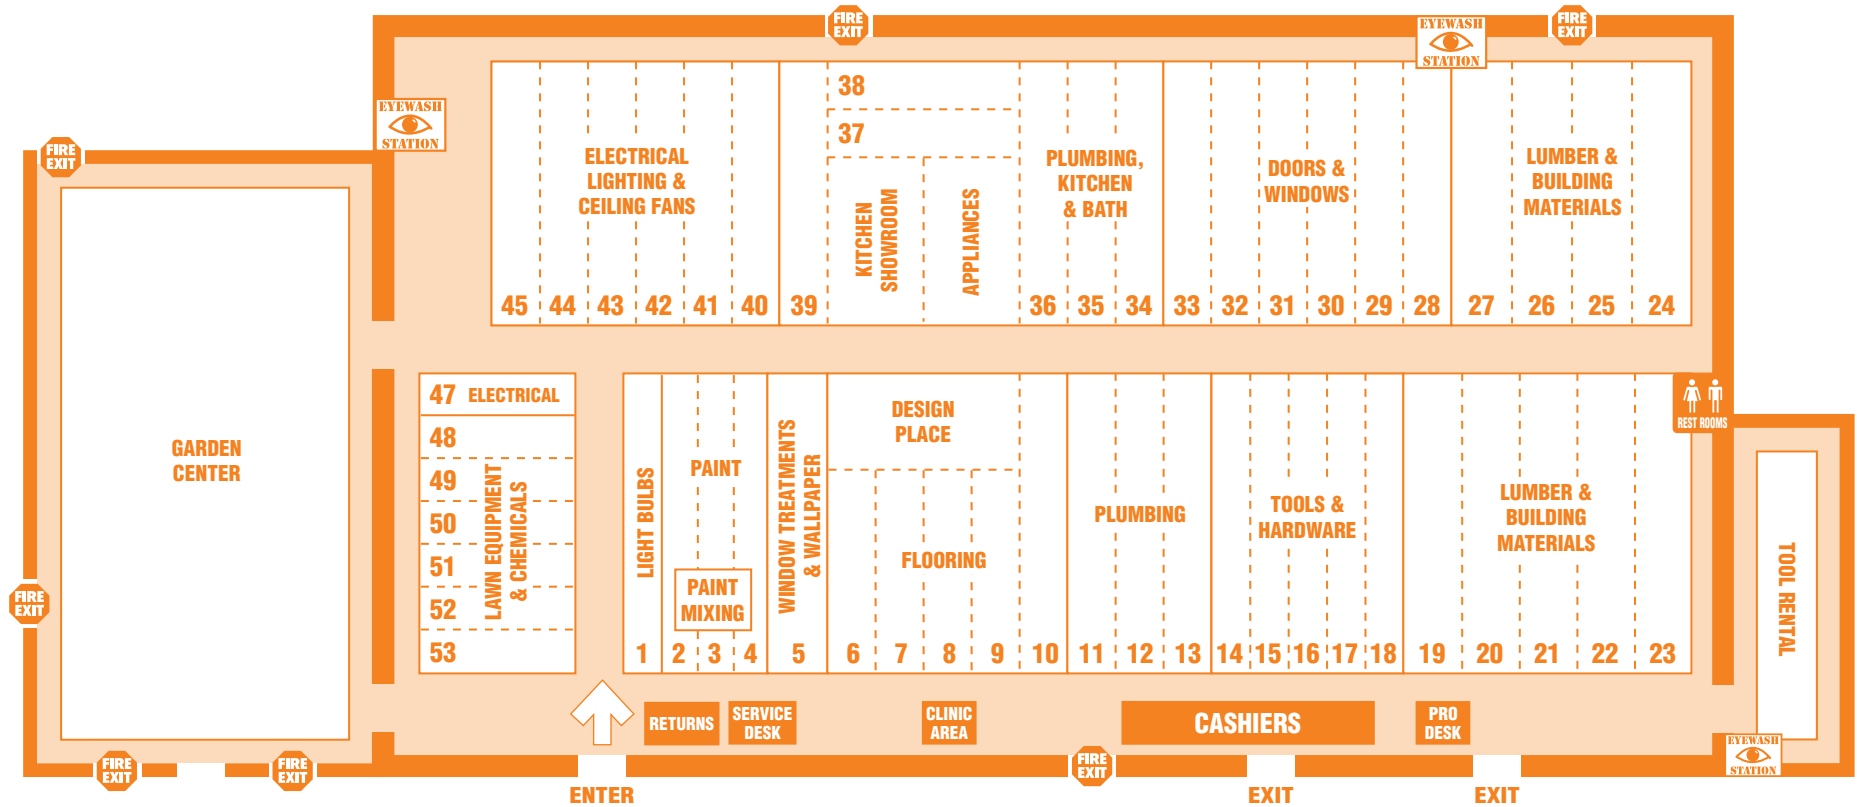 FIRE
EXIT
FIRE
EXIT
EYEWASH
STATION
EYEWASH
STATION
FIRE
EXIT
38
37
ELECTRICAL
LIGHTING &
CEILING FANS
KITCHEN
SHOWROOM
APPLIANCES
PLUMBING,
KITCHEN
& BATH
DOORS &
WINDOWS
LUMBER &
BUILDING
MATERIALS
45 44 43 42 41 40 39 36 35 34 33 32 31 30 29 28 27 26 25 24
GARDEN
CENTER
47 ELECTRICAL
48
49
50
51
52
53
LAWN EQUIPMENT
& CHEMICALS
LIGHT BULBS
PAINT
PAINT
MIXING
WINDOW TREATMENTS
& WALLPAPER
DESIGN
PLACE
FLOORING
PLUMBING
TOOLS &
HARDWARE
LUMBER &
BUILDING
MATERIALS
REST ROOMS
TOOL RENTAL
1 2 3 4 5 6 7 8 9 10 11 12 13 14 15 16 17 18 19 20 21 22 23
FIRE
EXIT
RETURNS
SERVICE
DESK
CLINIC
AREA
CASHIERS
PRO
DESK
FIRE
EXIT
FIRE
EXIT
FIRE
EXIT
EYEWASH
STATION
ENTER
EXIT
EXIT